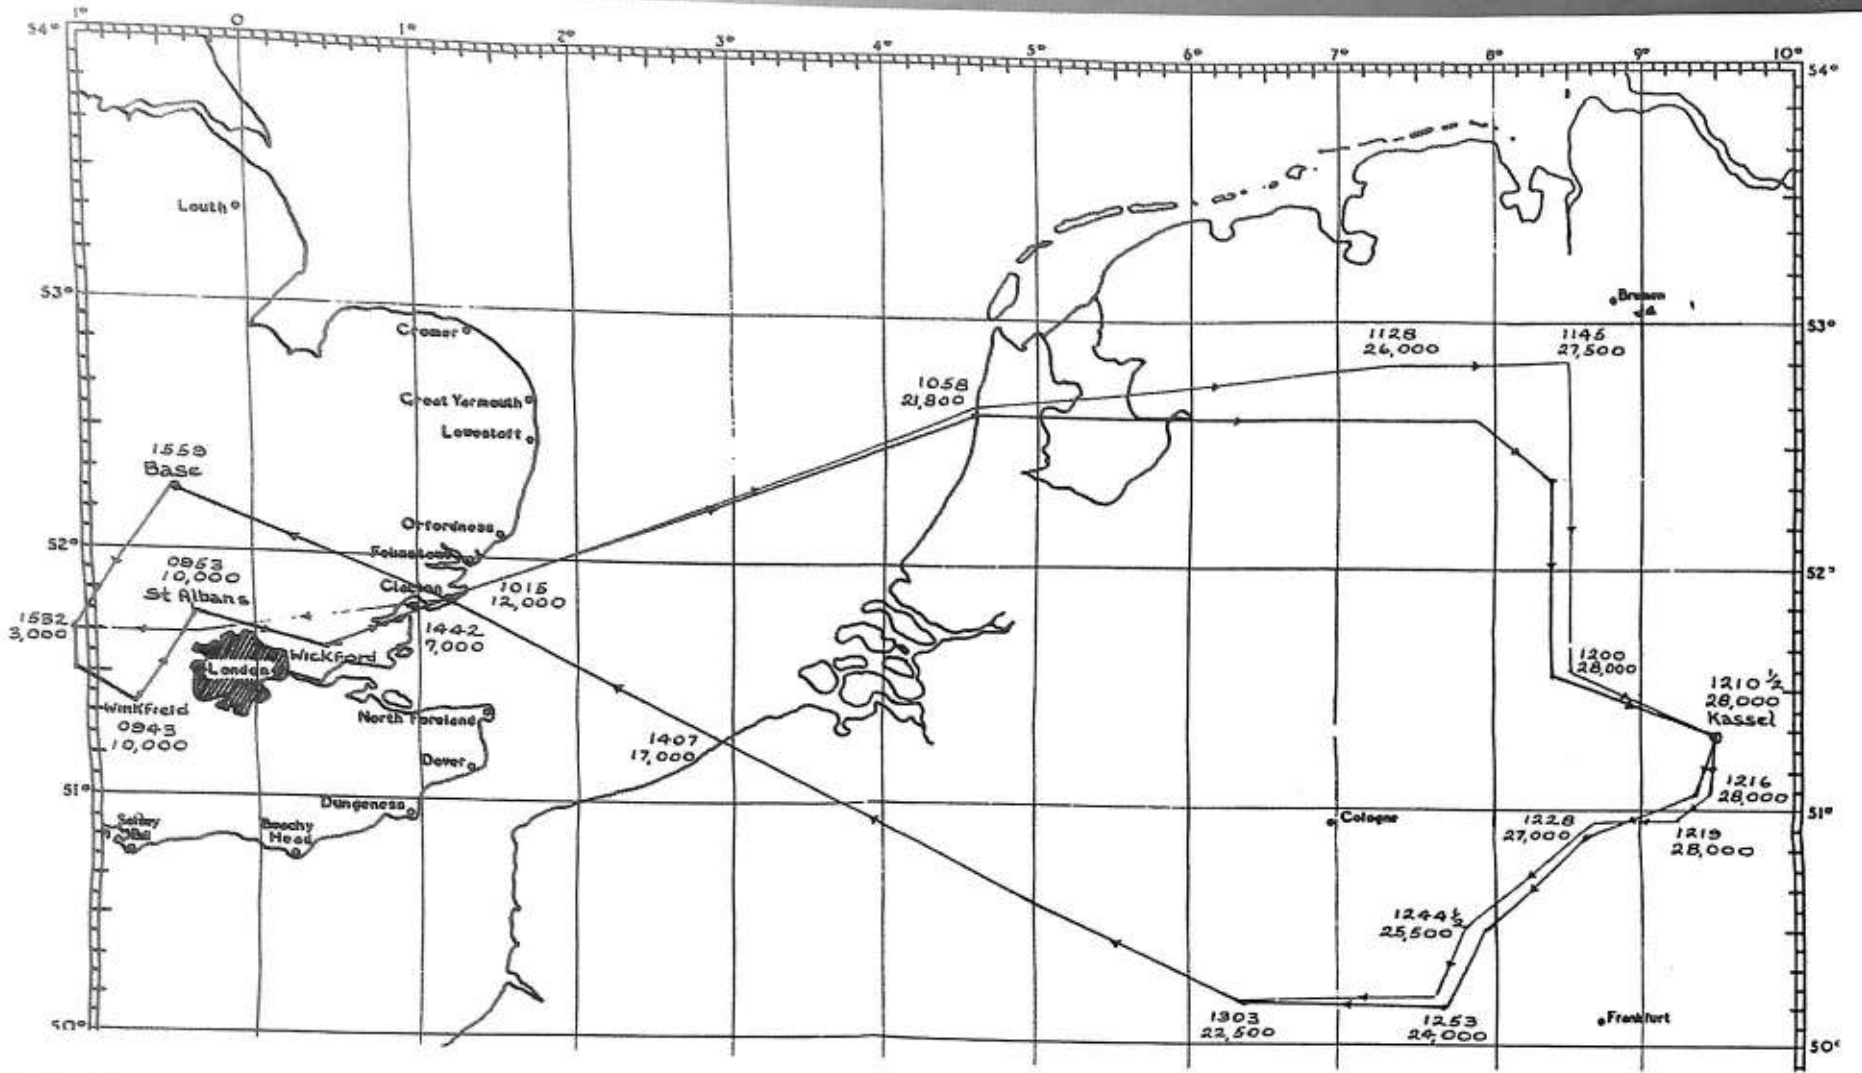 1°
0
1°
2°
3°
4°
5°
6°
7°
8°
9°
10°
54°
54°
Louth
53°
Bremen
Cromer
53°
1128
26,000
1145
27,500
1058
21,800
Great Yarmouth
Lowestoft
1559
Base
Orfordness
52°
Felixstowe
0953
10,000
St Albans
Clacton
1015
12,000
52°
1532
3,000
1442
7,000
Wickford
London
1200
28,000
1210 ½
28,000
Kassel
Winkfield
0943
10,000
North Foreland
1407
17,000
Dover
51°
Dungeness
1216
28,000
51°
Selsey
Bill
Beachy
Head
Cologne
1228
27,000
1219
28,000
1244½
25,500
50°
1303
22,500
1253
24,000
Frankfurt
50°